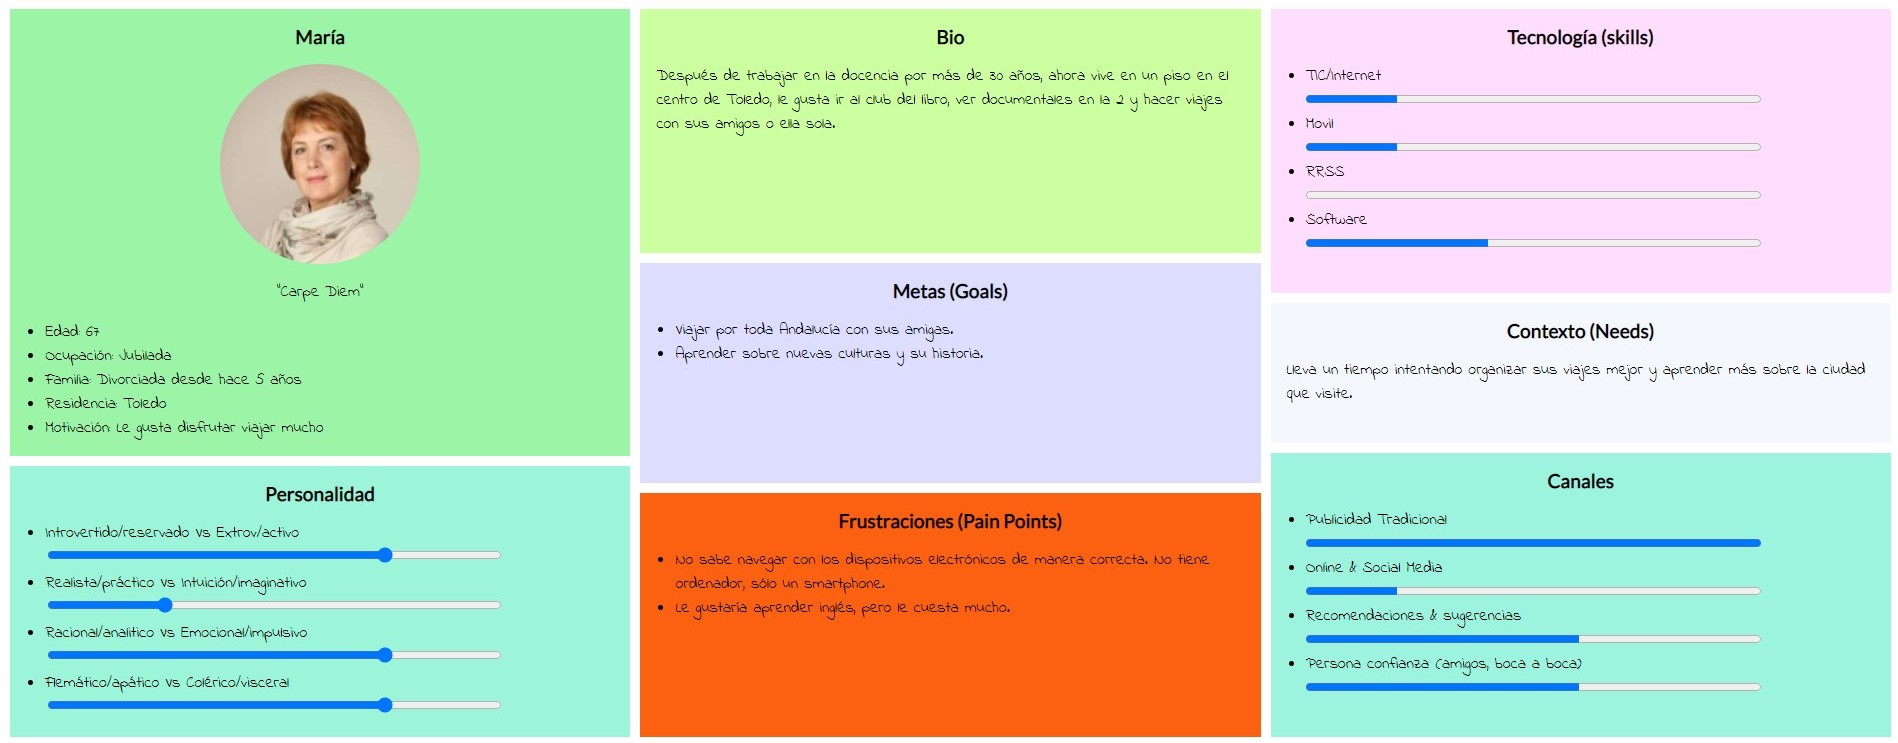 María
"Carpe Diem"
Edad: 67
Ocupación: Jubilada
Familia: Divorciada desde hace 5 años
Residencia: Toledo
Motivación: Le gusta disfrutar viajar mucho
Personalidad
Introvertido/reservado Vs Extrov/activo
Realista/práctico Vs Intuición/imaginativo
Racional/analítico Vs Emocional/impulsivo
Flemático/apático Vs Colérico/visceral
Bio
Después de trabajar en la docencia por más de 30 años, ahora vive en un piso en el
centro de Toledo, le gusta ir al club del libro, ver documentales en la 2 y hacer viajes
con sus amigos o ella sola.
Metas (Goals)
Viajar por toda Andalucía con sus amigas.
Aprender sobre nuevas culturas y su historia.
Frustraciones (Pain Points)
No sabe navegar con los dispositivos electrónicos de manera correcta. No tiene
ordenador, sólo un smartphone.
Le gustaría aprender inglés, pero le cuesta mucho.
Tecnología (skills)
TIC/Internet
Movil
RRSS
Software
Contexto (Needs)
Lleva un tiempo intentando organizar sus viajes mejor y aprender más sobre la ciudad
que visite.
Canales
Publicidad Tradicional
Online & Social Media
Recomendaciones & sugerencias
Persona confianza (amigos, boca a boca)